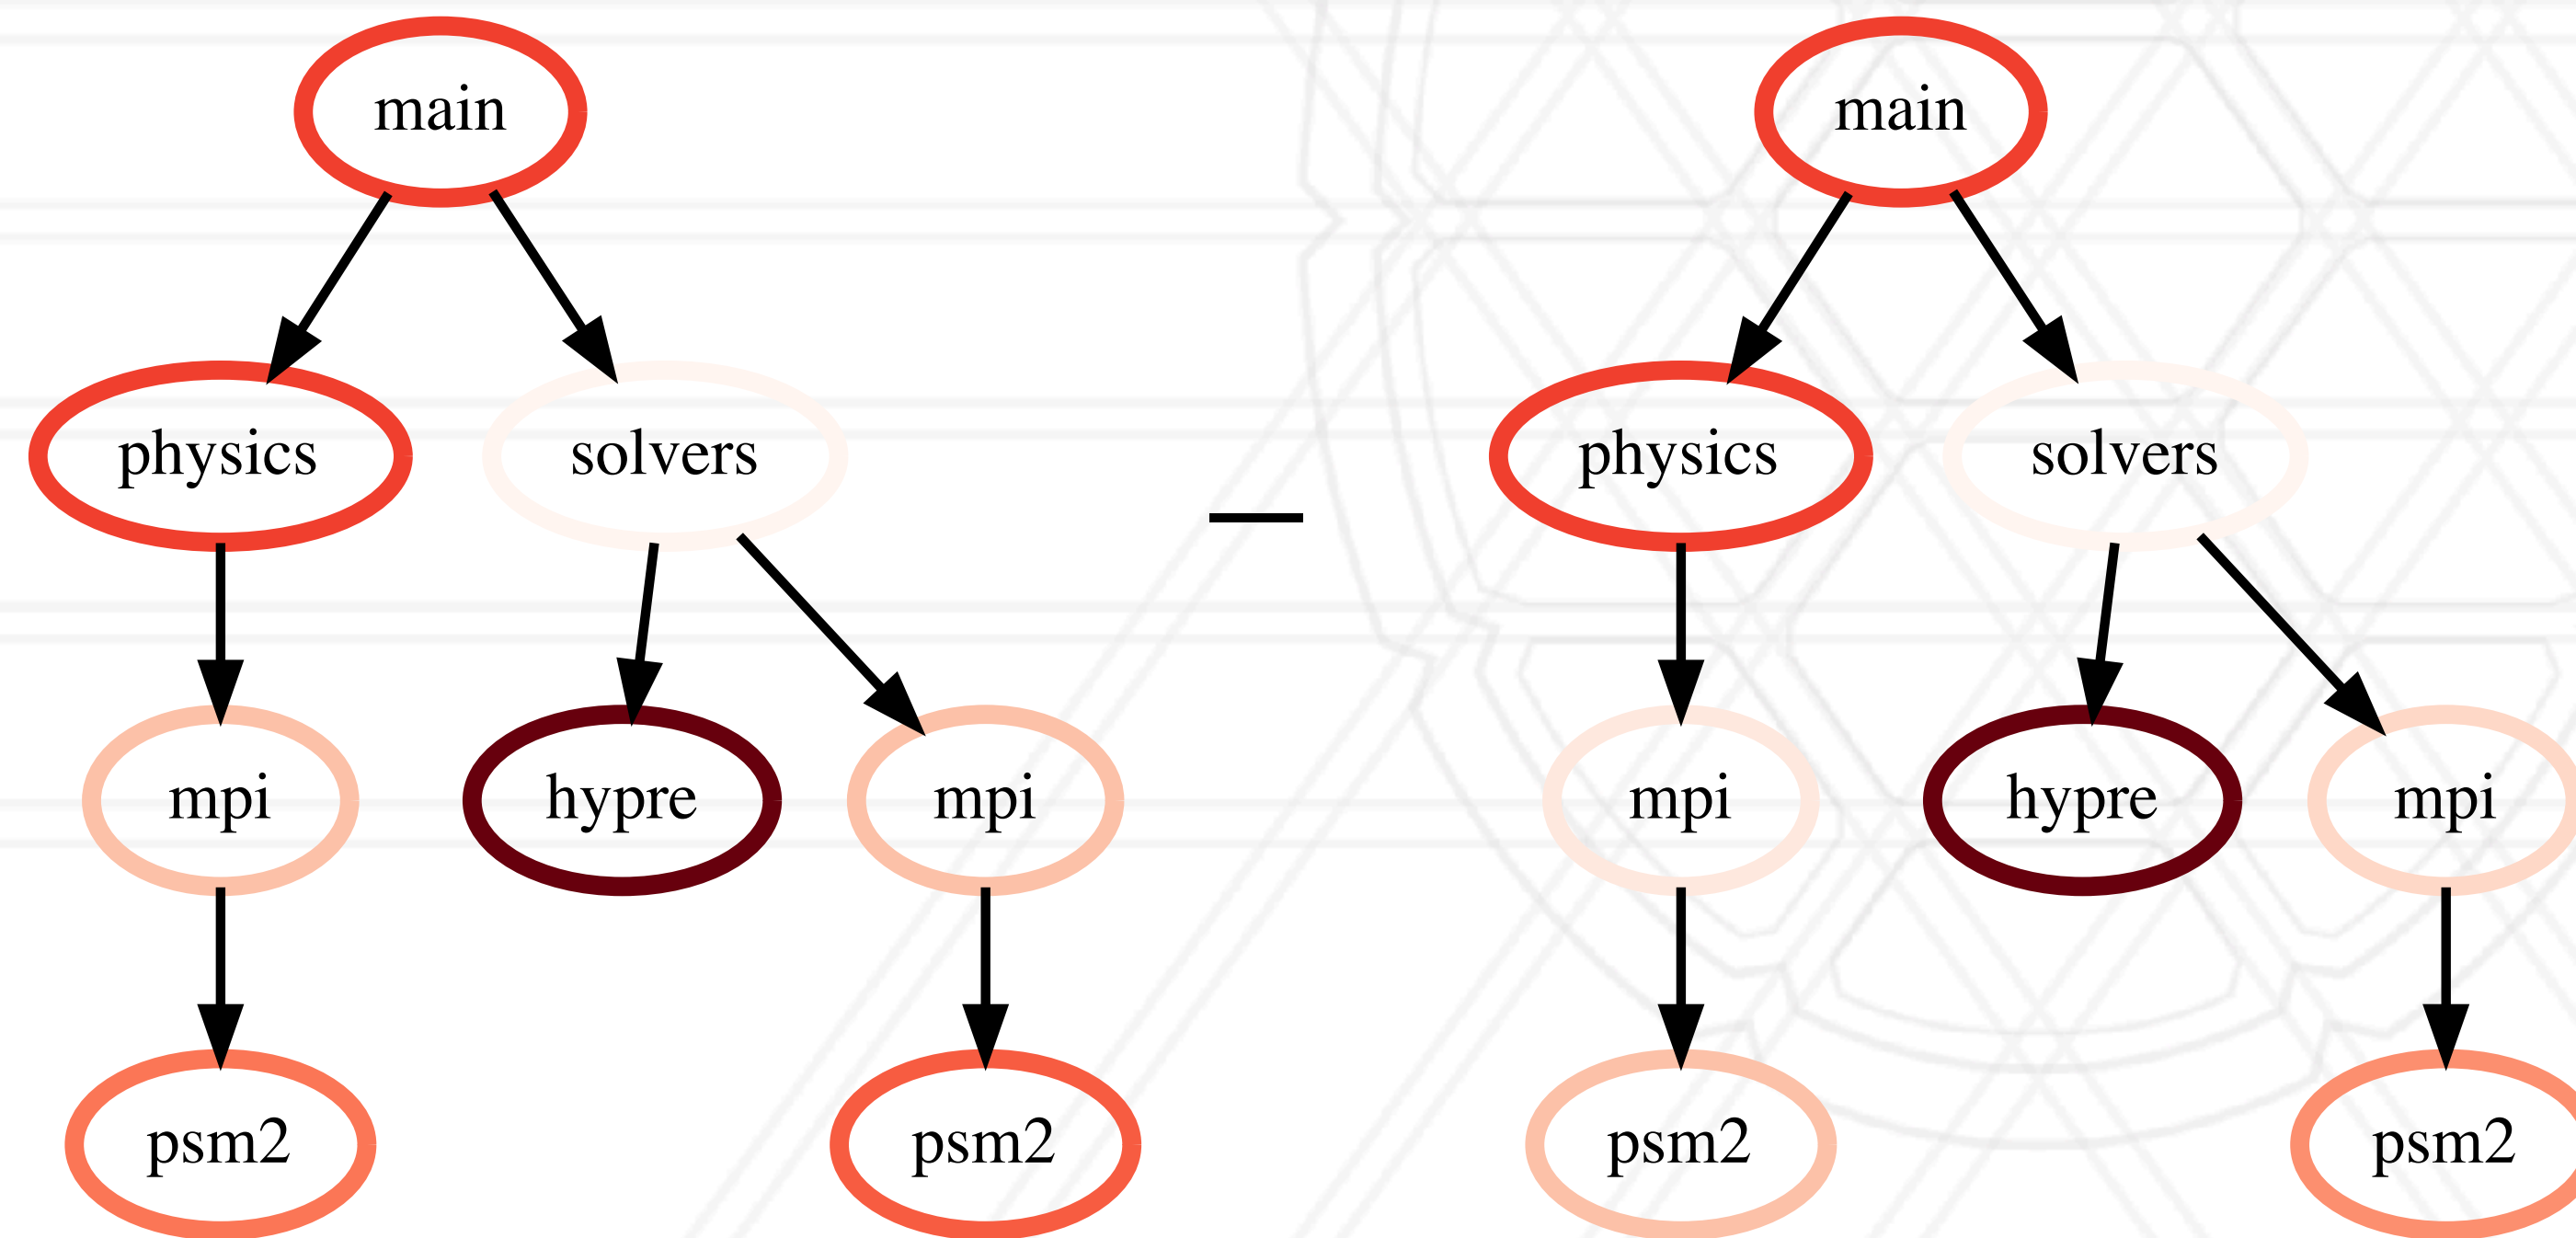 main
main
physics
solvers
—
physics
solvers
mpi
hypre
mpi
mpi
hypre
mpi
psm2
psm2
psm2
psm2